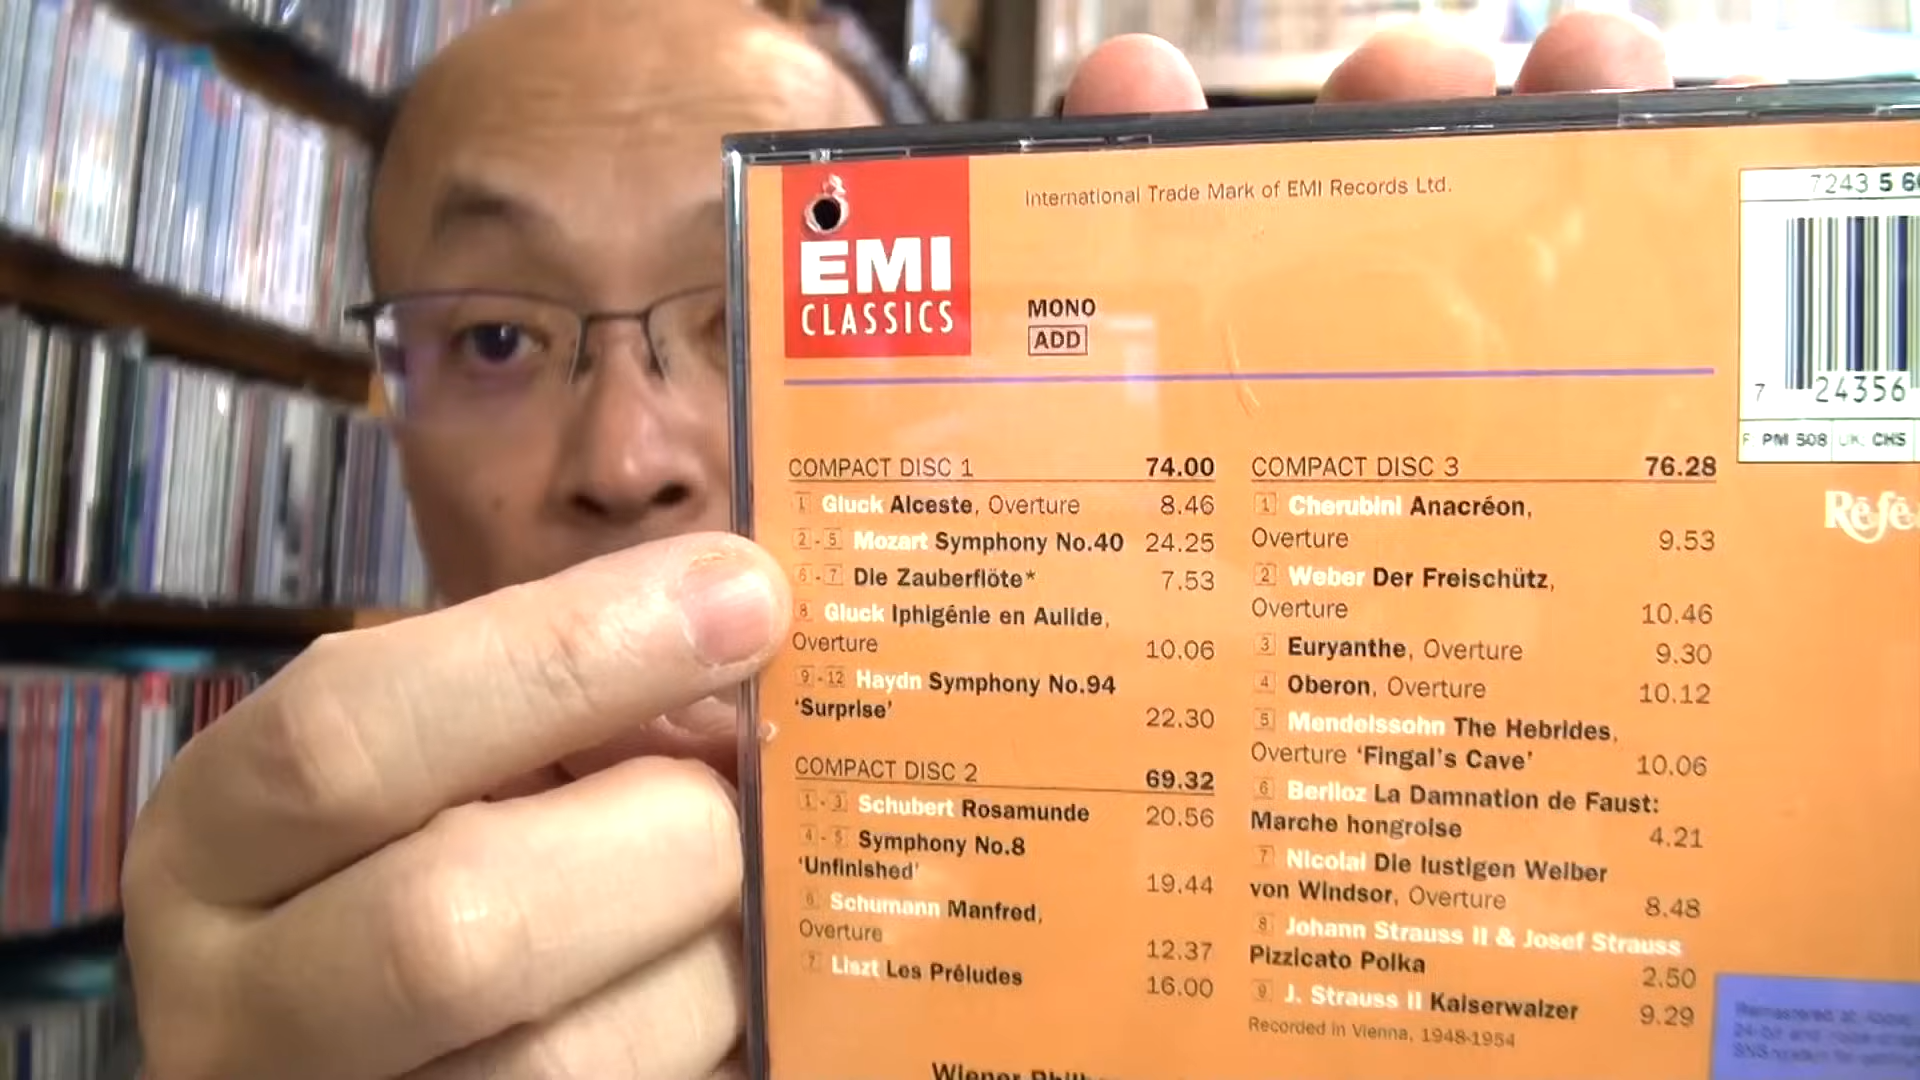 EMI
CLASSICS
International Trade Mark of EMI Records Ltd.
MONO
ADD
7243 5
7 24356
F PM 508 UK: CHS
COMPACT DISC 1 74.00
1 Gluck Alceste, Overture 8.46
2-5 Mozart Symphony No.40 24.25
6-7 Die Zauberflöte* 7.53
8 Gluck Iphigénie en Aulide,
Overture 10.06
9-12 Haydn Symphony No.94
'Surprise' 22.30
COMPACT DISC 2 69.32
1-3 Schubert Rosamunde 20.56
4-5 Symphony No.8
'Unfinished' 19.44
6 Schumann Manfred,
Overture 12.37
7 Liszt Les Préludes 16.00
COMPACT DISC 3 76.28
1 Cherubini Anacréon,
Overture 9.53
2 Weber Der Freischütz,
Overture 10.46
3 Euryanthe, Overture 9.30
4 Oberon, Overture 10.12
5 Mendelssohn The Hebrides,
Overture 'Fingal's Cave' 10.06
6 Berlioz La Damnation de Faust:
Marche hongroise 4.21
7 Nicolai Die lustigen Weiber
von Windsor, Overture 8.48
8 Johann Strauss II & Josef Strauss
Pizzicato Polka 2.50
9 J. Strauss II Kaiserwalzer 9.29
Recorded in Vienna, 1948-1954
Wiener